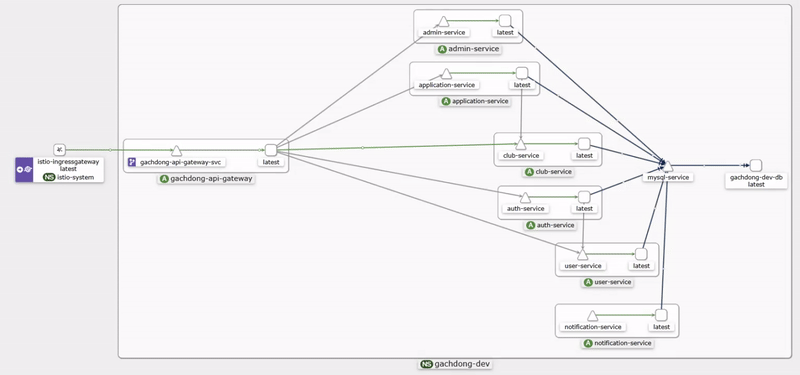 admin-service
latest
A admin-service
application-service
latest
A application-service
istio-ingressgateway
latest
NS istio-system
gachdong-api-gateway-svc
latest
A gachdong-api-gateway
club-service
latest
A club-service
mysql-service
gachdong-dev-db
latest
auth-service
latest
A auth-service
user-service
latest
A user-service
notification-service
latest
A notification-service
NS gachdong-dev